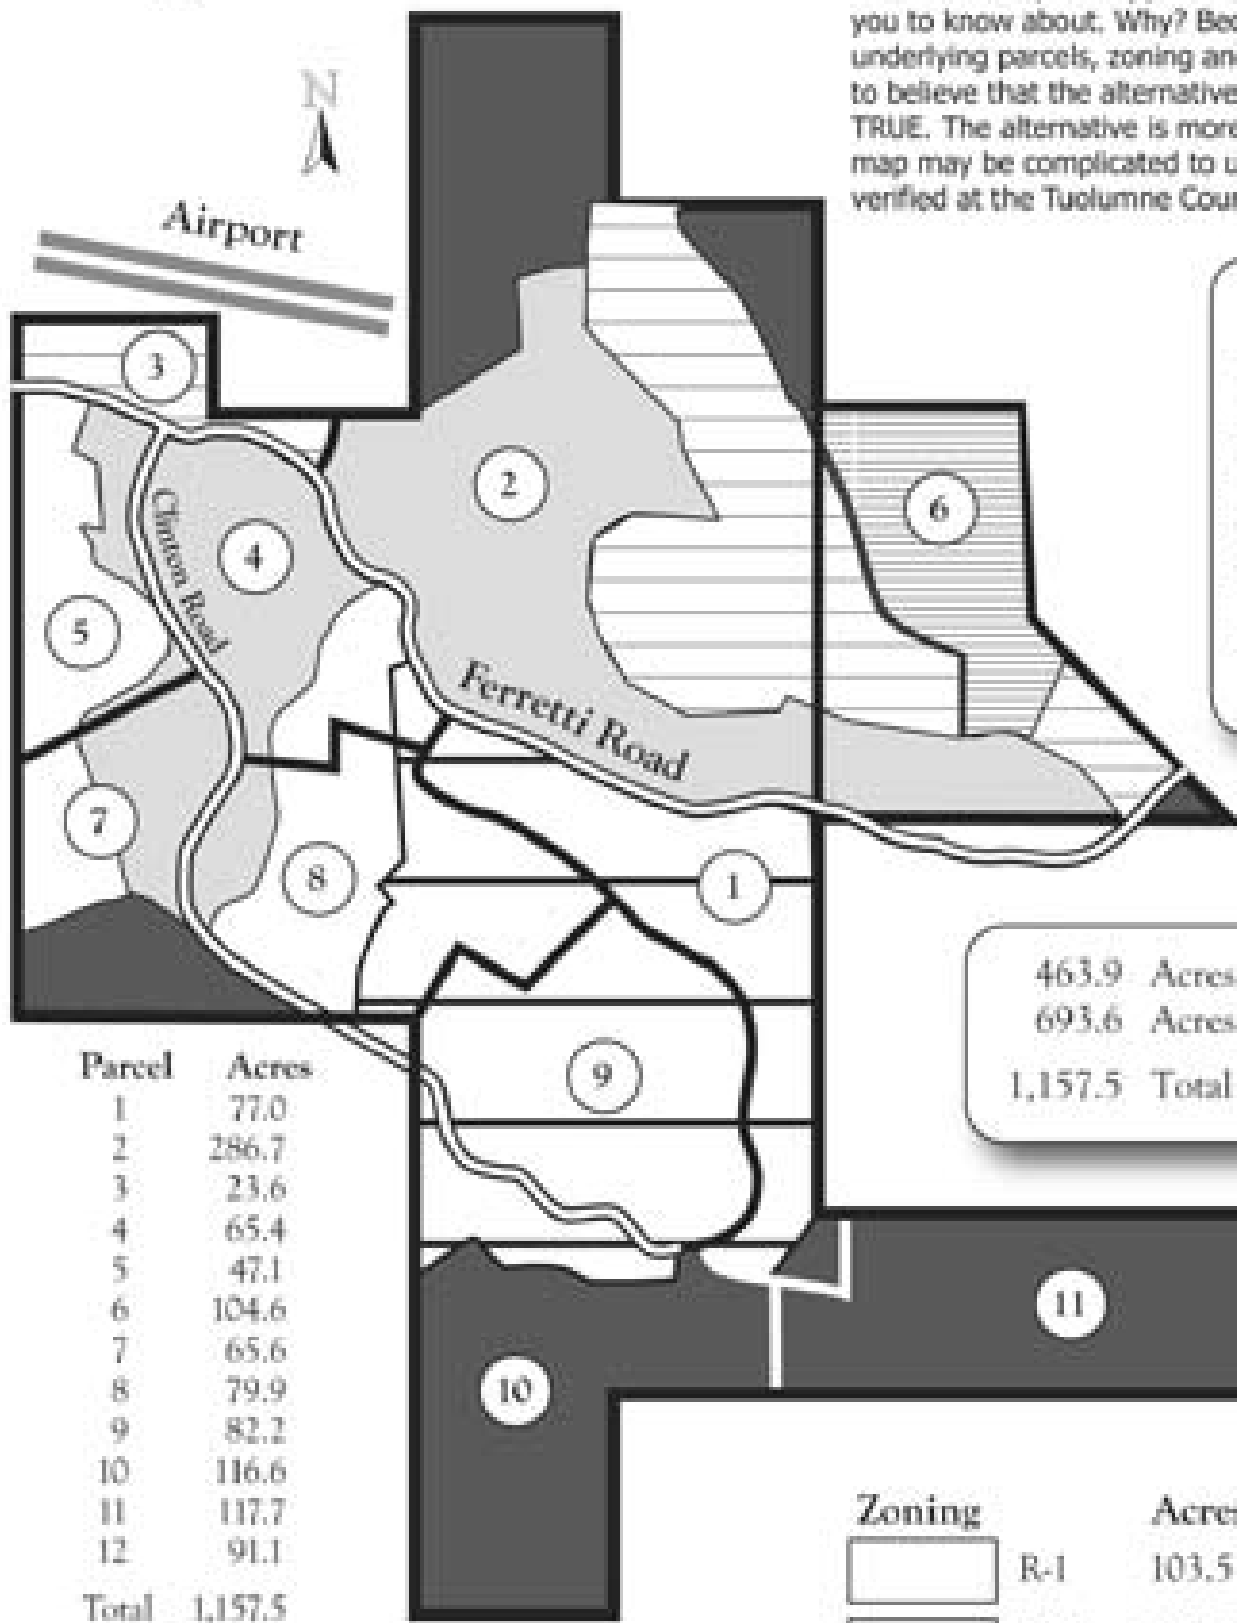 you to know about. Why? Bec
underlying parcels, zoning an
to believe that the alternative
TRUE. The alternative is more
map may be complicated to u
verified at the Tuolumne Cour
N
Airport
3
2
6
4
Clinton Road
5
Ferretti Road
7
8
1
463.9 Acres
693.6 Acres
1,157.5 Total
9
Parcel Acres
1 77.0
2 286.7
3 23.6
4 65.4
5 47.1
6 104.6
7 65.6
8 79.9
9 82.2
10 116.6
11 117.7
12 91.1
Total 1,157.5
11
10
Zoning Acres
R-1 103.5